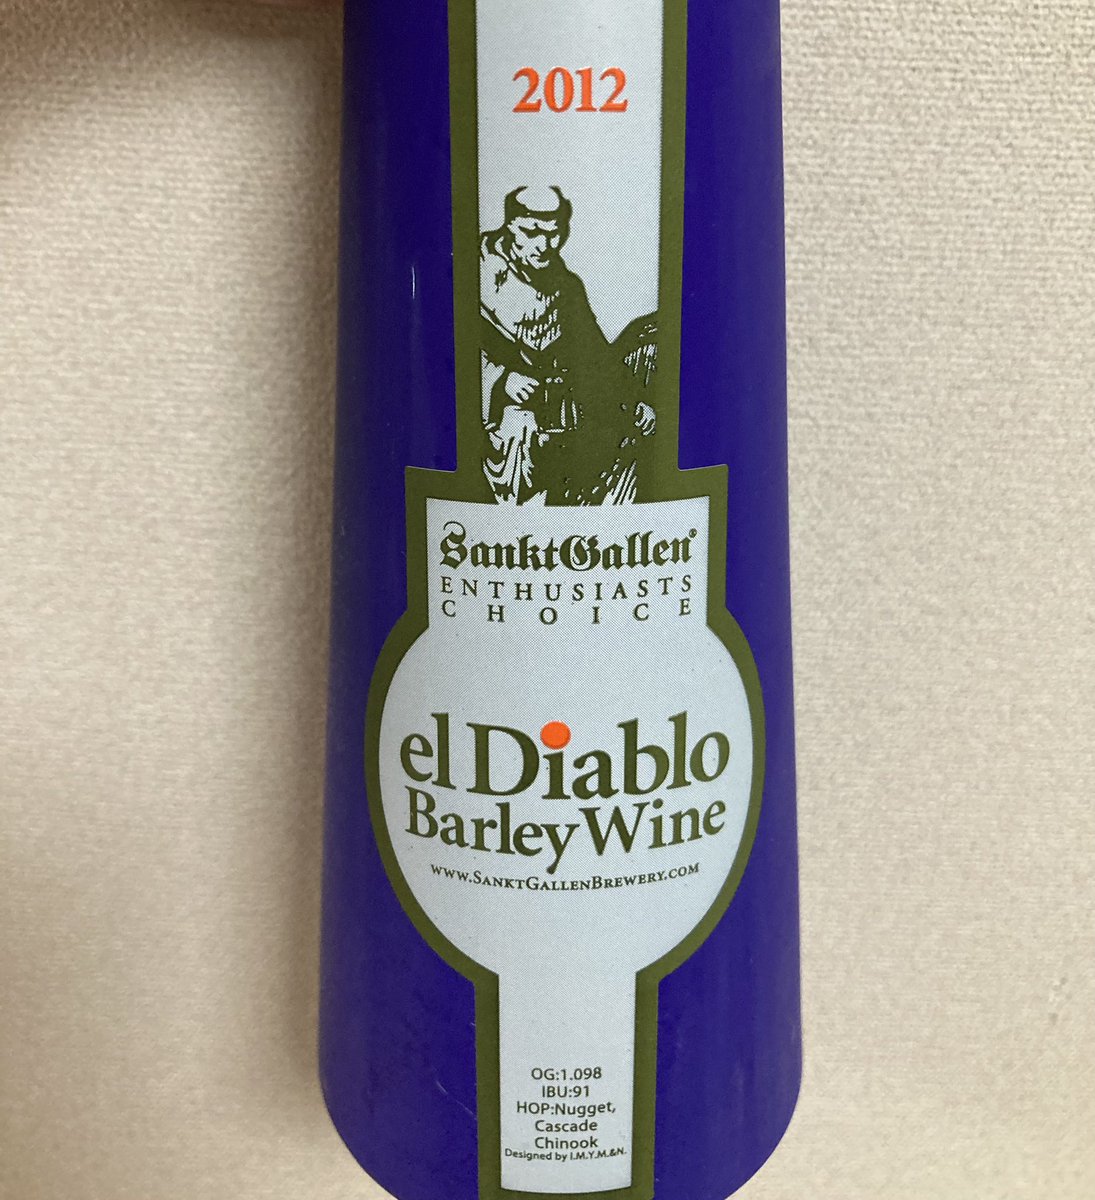 2012
SanktGallen®
ENTHUSIASTS
CHOICE
el Diablo
Barley Wine
WWW.SANKTGALLENBREWERY.COM
OG:1.098
IBU:91
HOP:Nugget,
Cascade
Chinook
Designed by I.M.Y.M.&N.